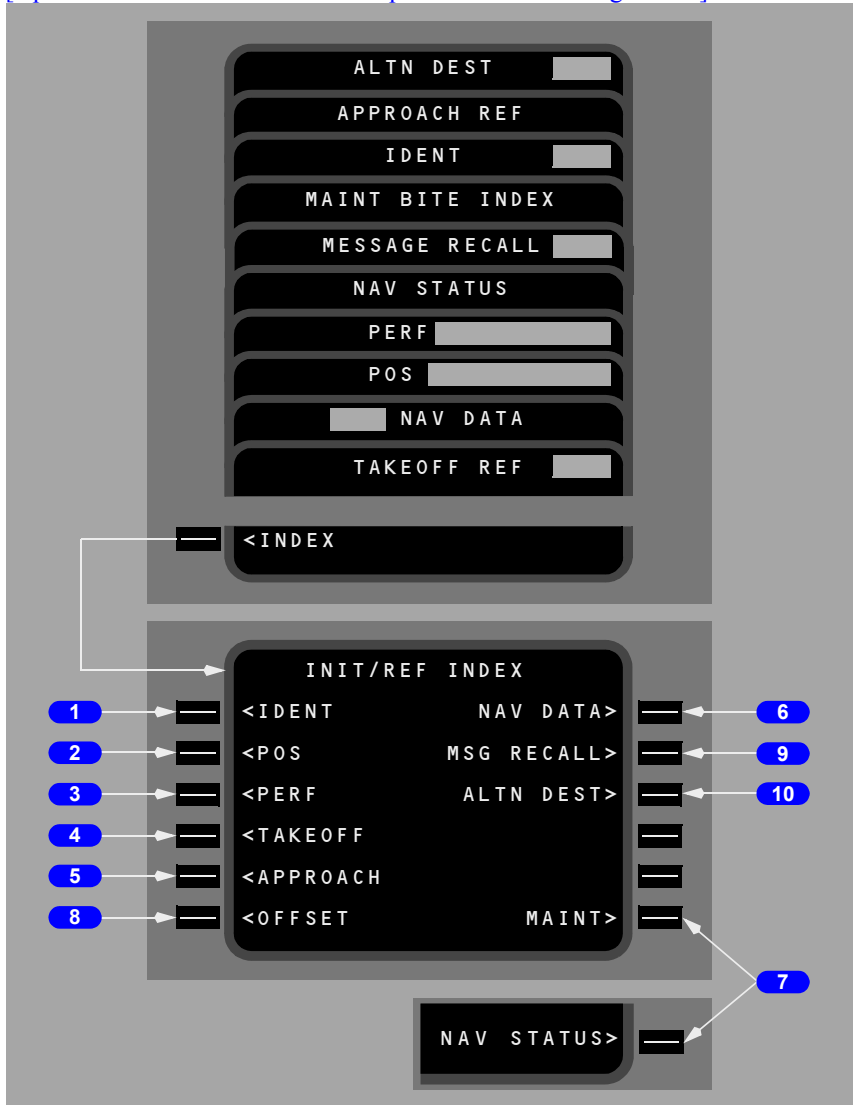 ALTN DEST
APPROACH REF
IDENT
MAINT BITE INDEX
MESSAGE RECALL
NAV STATUS
PERF
POS
NAV DATA
TAKEOFF REF
<INDEX
INIT/REF INDEX
1 <IDENT NAV DATA> 6
2 <POS MSG RECALL> 9
3 <PERF ALTN DEST> 10
4 <TAKEOFF
5 <APPROACH
8 <OFFSET MAINT>
7
NAV STATUS>